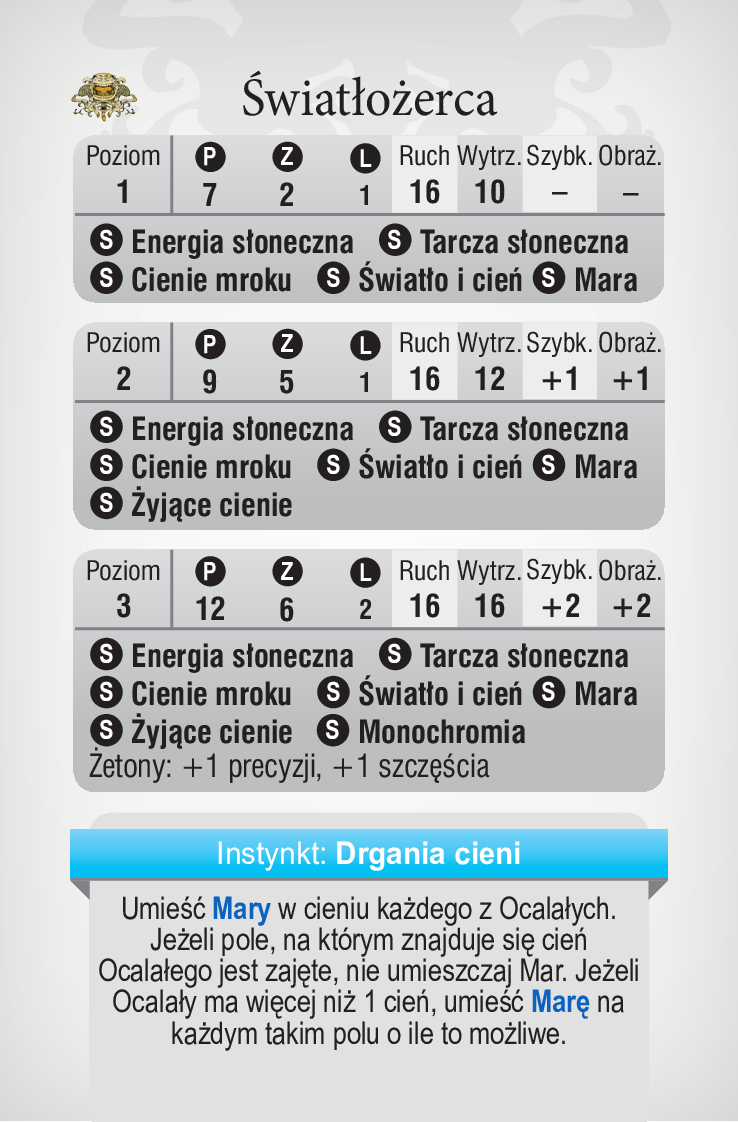 Światłożerca
Poziom P Z L Ruch Wytrz. Szybk. Obraż.
1 7 2 1 16 10 – –
S Energia słoneczna S Tarcza słoneczna
S Cienie mroku S Światło i cień S Mara
Poziom P Z L Ruch Wytrz. Szybk. Obraż.
2 9 5 1 16 12 +1 +1
S Energia słoneczna S Tarcza słoneczna
S Cienie mroku S Światło i cień S Mara
S Żyjące cienie
Poziom P Z L Ruch Wytrz. Szybk. Obraż.
3 12 6 2 16 16 +2 +2
S Energia słoneczna S Tarcza słoneczna
S Cienie mroku S Światło i cień S Mara
S Żyjące cienie S Monochromia
Żetony: +1 precyzji, +1 szczęścia
Instynkt: Drgania cieni
Umieść Mary w cieniu każdego z Ocalałych.
Jeżeli pole, na którym znajduje się cień
Ocalałego jest zajęte, nie umieszczaj Mar. Jeżeli
Ocalały ma więcej niż 1 cień, umieść Marę na
każdym takim polu o ile to możliwe.